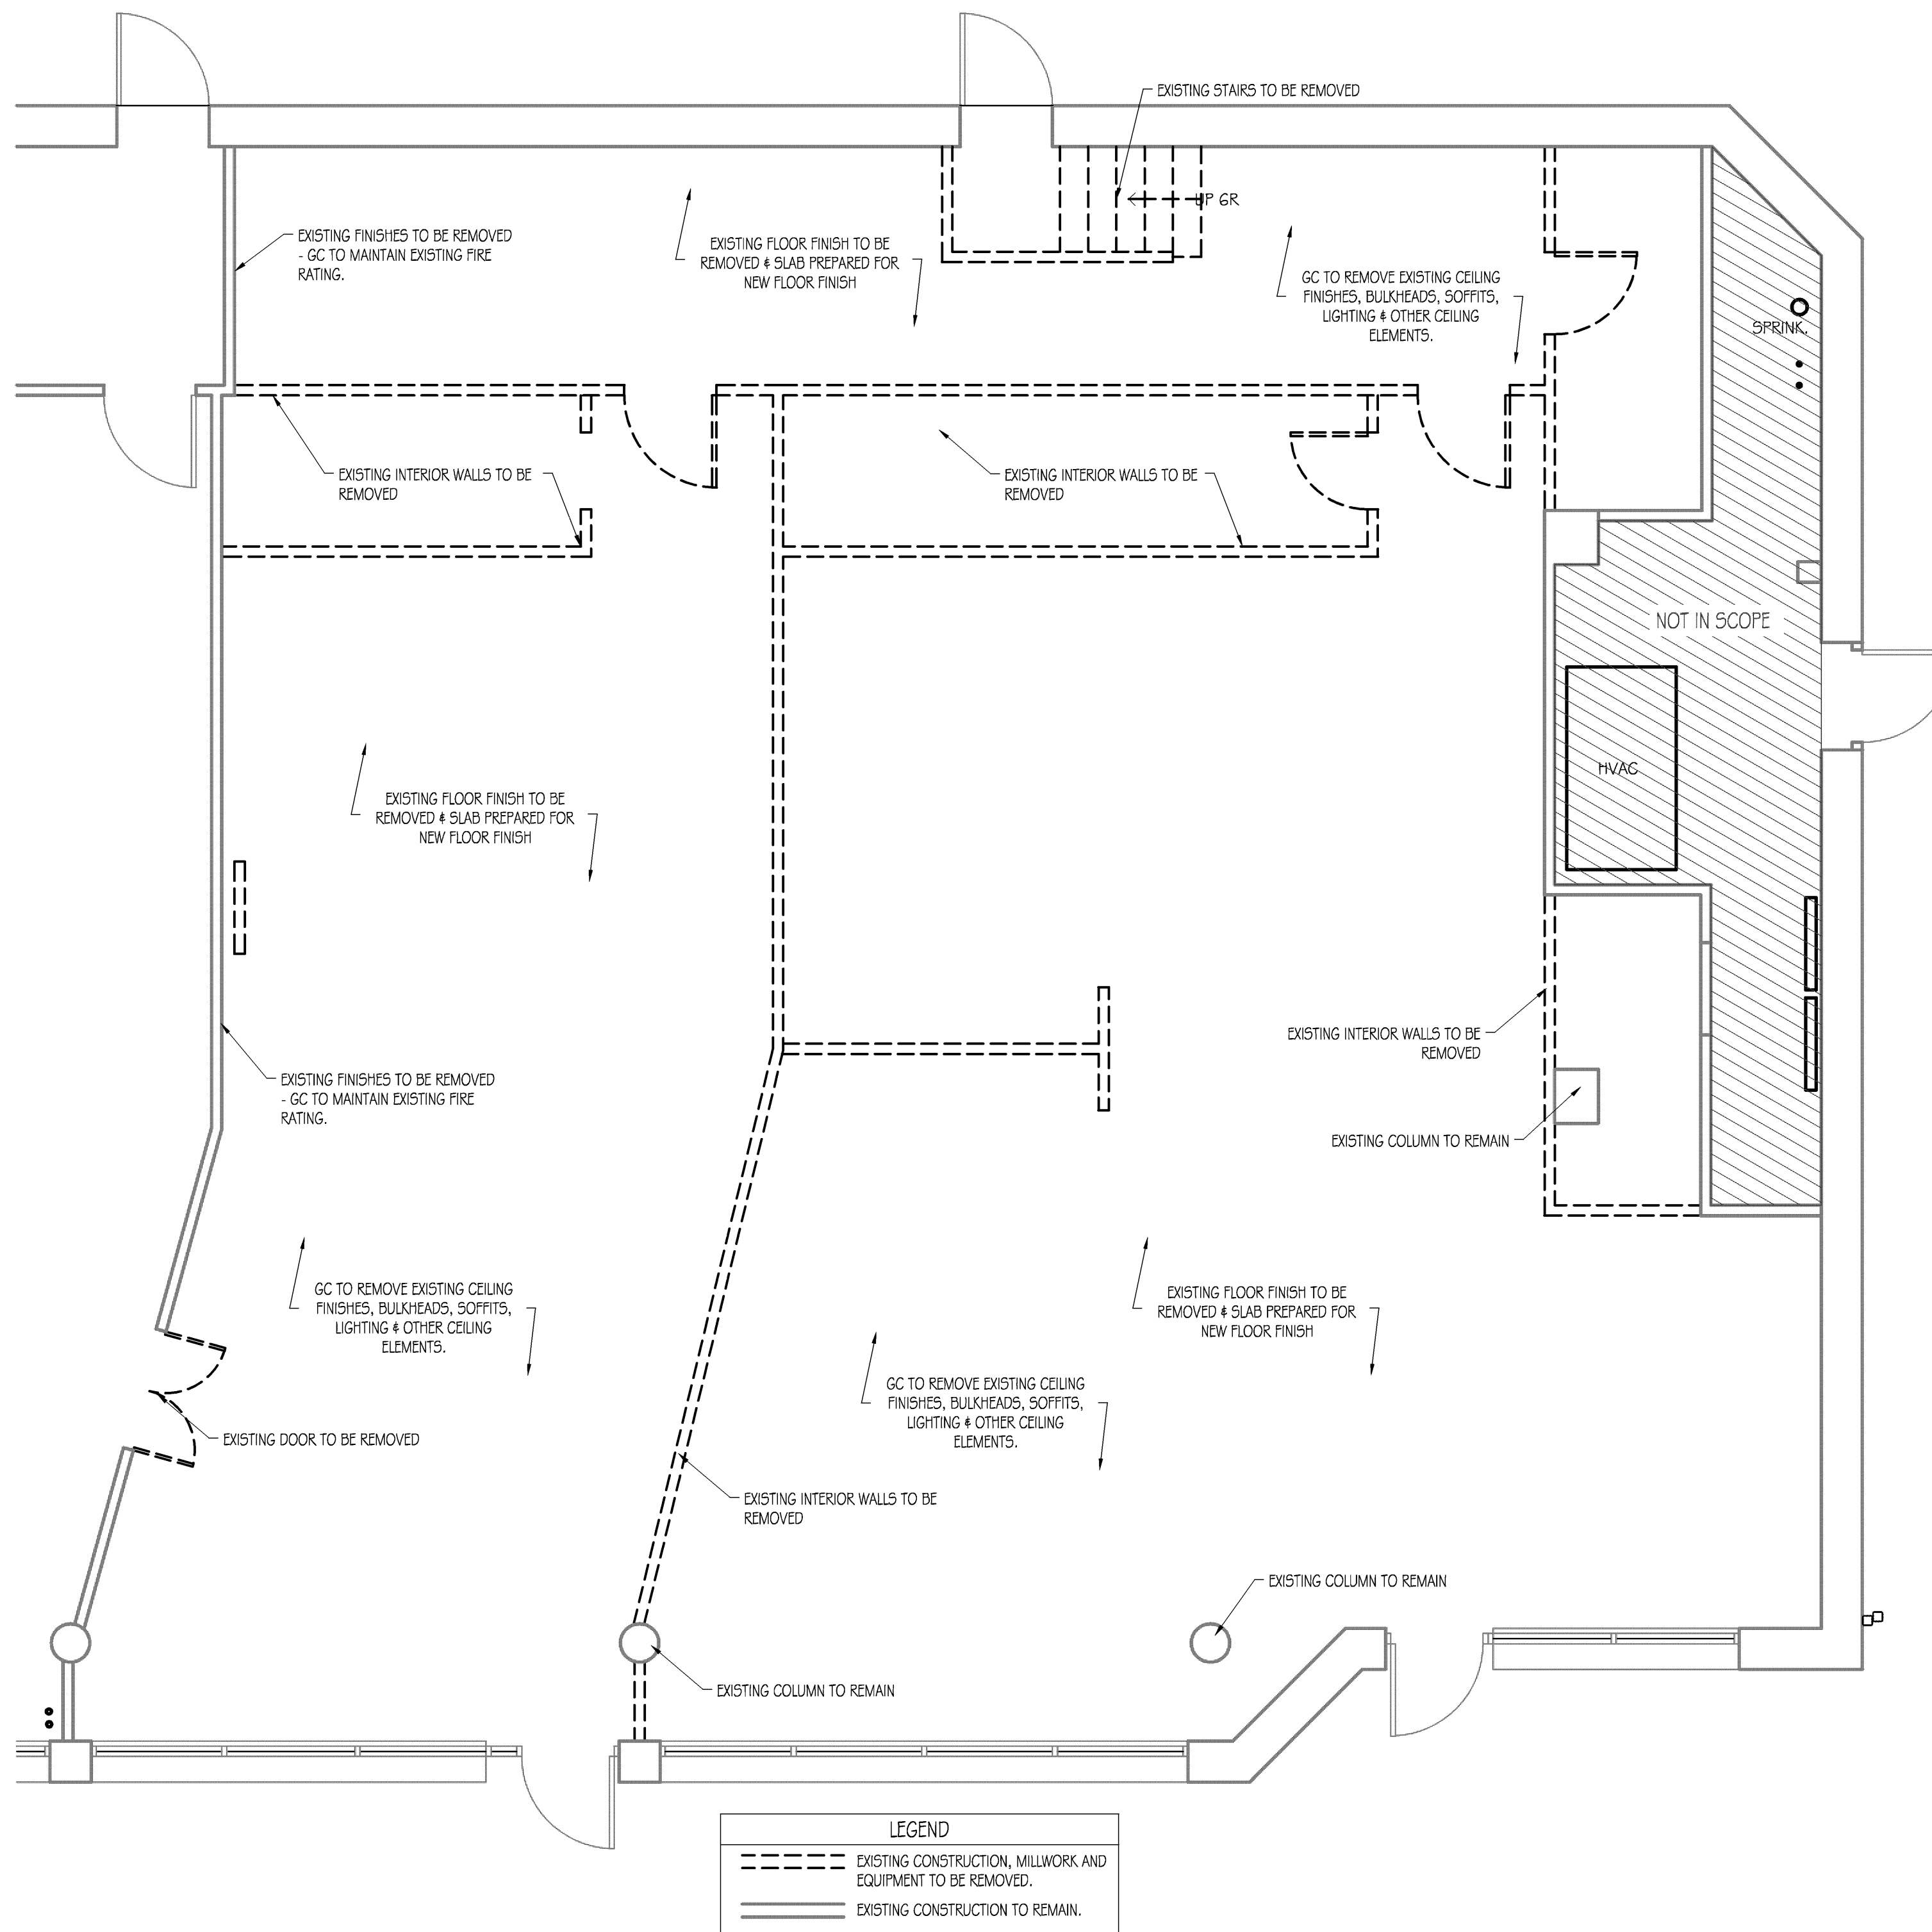 EXISTING STAIRS TO BE REMOVED
UP 6R
EXISTING FINISHES TO BE REMOVED
- GC TO MAINTAIN EXISTING FIRE
RATING.
EXISTING FLOOR FINISH TO BE
REMOVED & SLAB PREPARED FOR
NEW FLOOR FINISH
GC TO REMOVE EXISTING CEILING
FINISHES, BULKHEADS, SOFFITS,
LIGHTING & OTHER CEILING
ELEMENTS.
SPRINK.
EXISTING INTERIOR WALLS TO BE
REMOVED
EXISTING INTERIOR WALLS TO BE
REMOVED
NOT IN SCOPE
HVAC
EXISTING FLOOR FINISH TO BE
REMOVED & SLAB PREPARED FOR
NEW FLOOR FINISH
EXISTING INTERIOR WALLS TO BE
REMOVED
EXISTING FINISHES TO BE REMOVED
- GC TO MAINTAIN EXISTING FIRE
RATING.
EXISTING COLUMN TO REMAIN
GC TO REMOVE EXISTING CEILING
FINISHES, BULKHEADS, SOFFITS,
LIGHTING & OTHER CEILING
ELEMENTS.
EXISTING FLOOR FINISH TO BE
REMOVED & SLAB PREPARED FOR
NEW FLOOR FINISH
GC TO REMOVE EXISTING CEILING
FINISHES, BULKHEADS, SOFFITS,
LIGHTING & OTHER CEILING
ELEMENTS.
EXISTING DOOR TO BE REMOVED
EXISTING INTERIOR WALLS TO BE
REMOVED
EXISTING COLUMN TO REMAIN
EXISTING COLUMN TO REMAIN
LEGEND
EXISTING CONSTRUCTION, MILLWORK AND
EQUIPMENT TO BE REMOVED.
EXISTING CONSTRUCTION TO REMAIN.